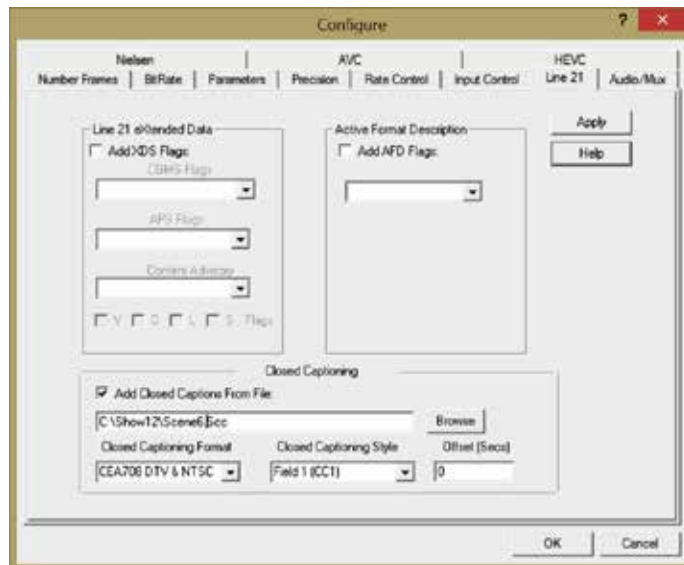 Configure
?
Nielsen AVC HEVC
Number Frames BitRate Parameters Precision Rate Control Input Control Line 21 Audio/Mux
Line 21 eXtended Data
Add XDS Flags:
CGMS Flags
APS Flags
Content Advisory
V D L S Flags
Active Format Description
Add AFD Flags:
Apply
Help
Closed Captioning
Add Closed Captions From File:
C:\Show12\Scene6.Scc
Browse
Closed Captioning Format Closed Captioning Style Offset (Secs)
CEA708 DTV & NTSC Field 1 (CC1) 0
OK Cancel